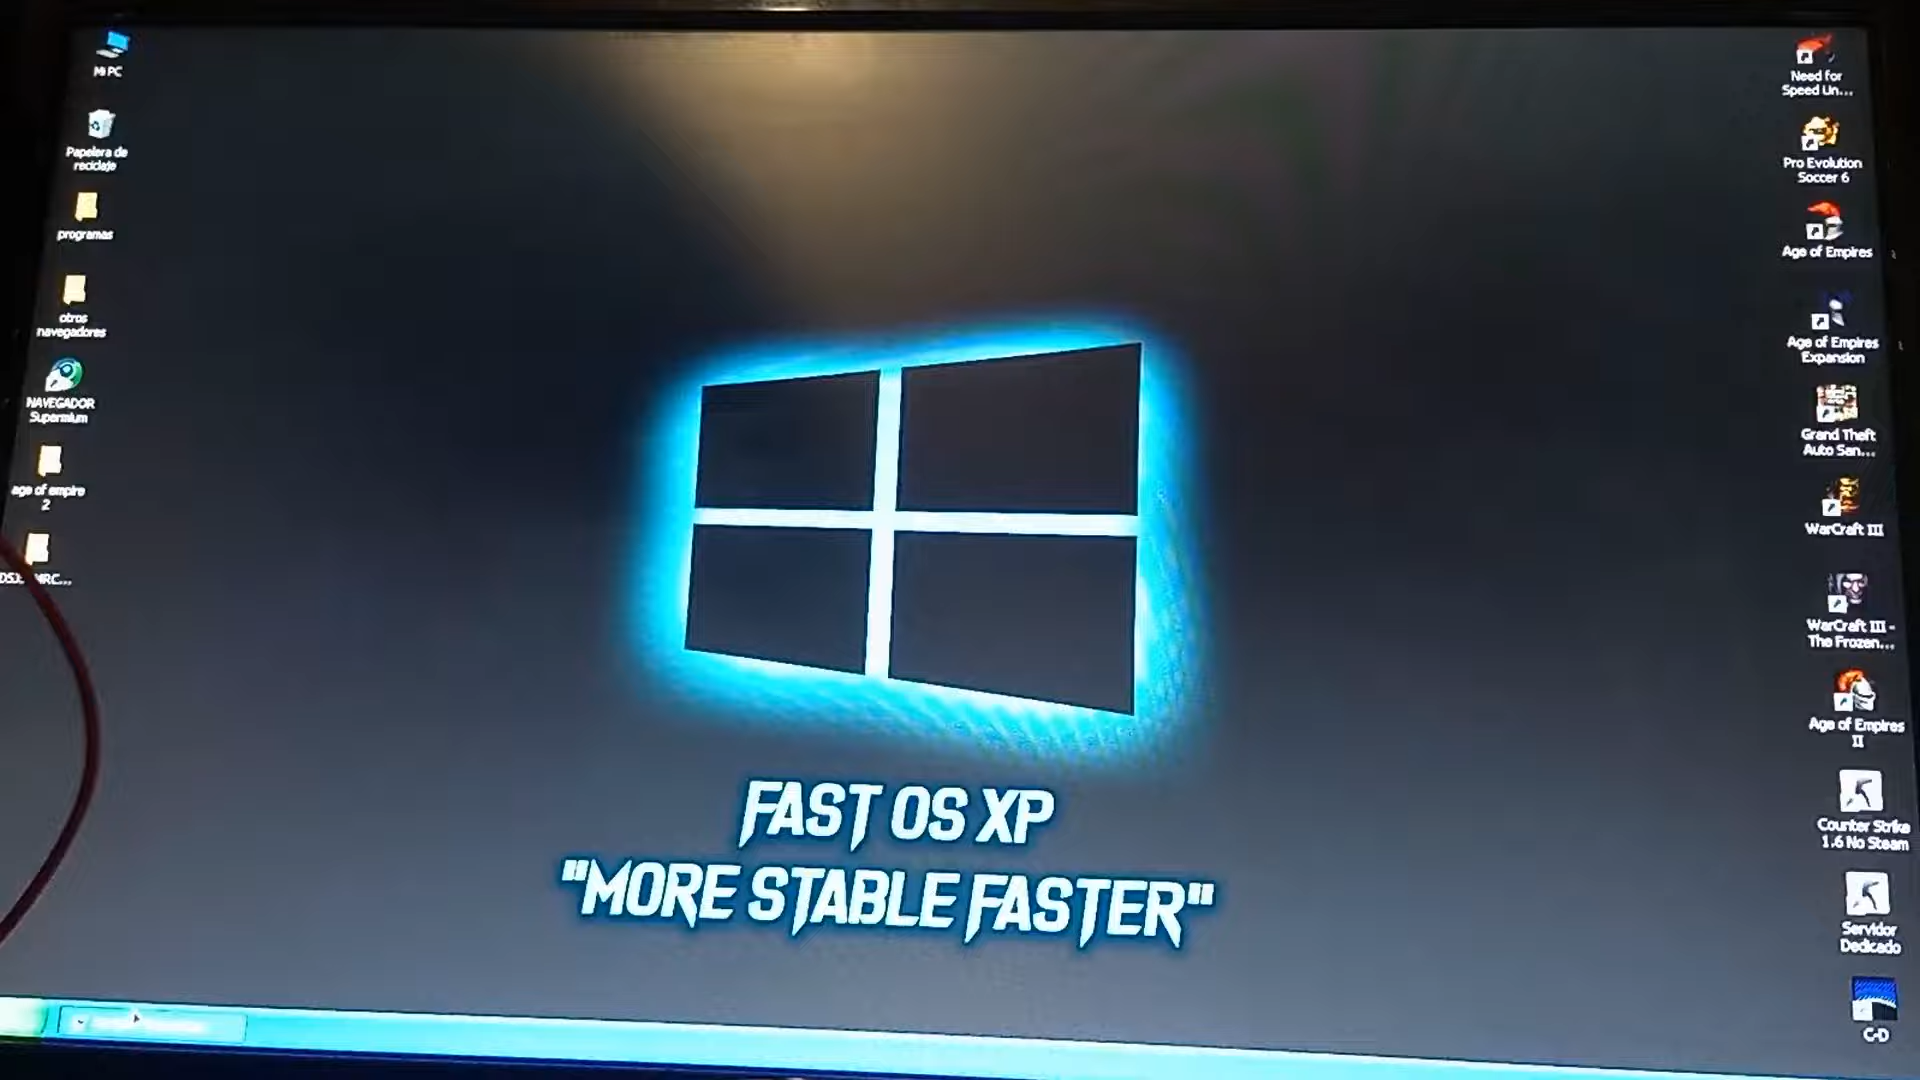 Mi PC
Papelera de
reciclaje
programas
otros
navegadores
NAVEGADOR
Supermium
age of empire
2
FAST OS XP
"MORE STABLE FASTER"
Need for
Speed Un...
Pro Evolution
Soccer 6
Age of Empires
Age of Empires
Expansion
Grand Theft
Auto San...
WarCraft III
WarCraft III -
The Frozen...
Age of Empires
II
Counter Strike
1.6 No Steam
Servidor
Dedicado
C-D